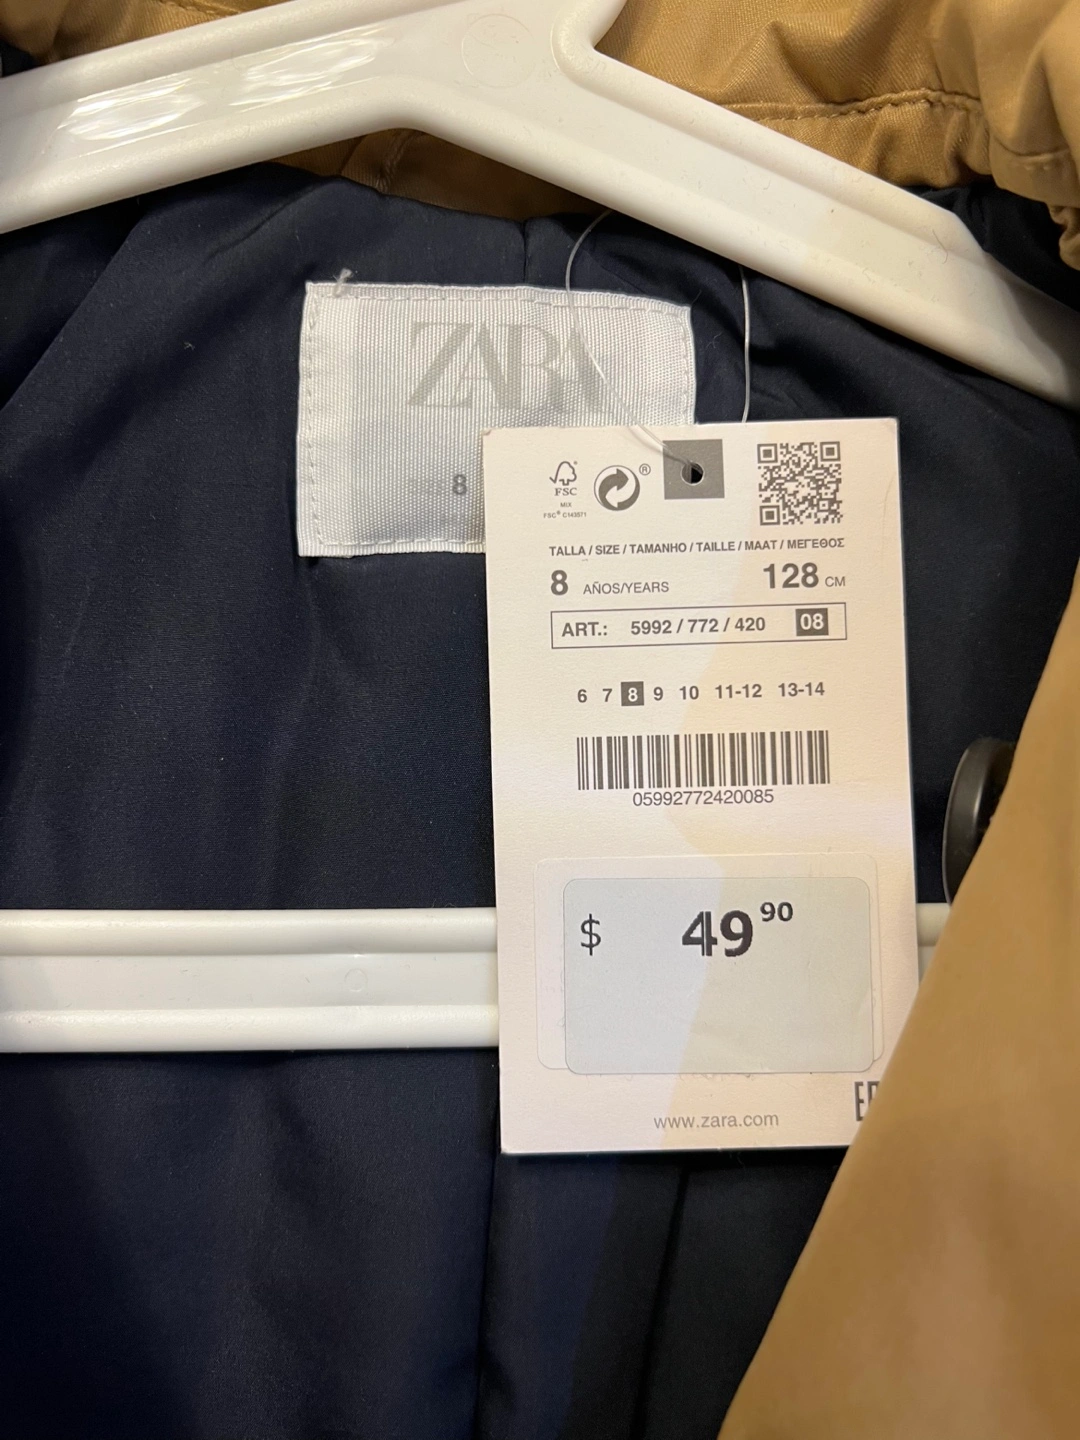 ZARA
8
FSC
MIX
FSC® C143571
®
TALLA / SIZE / TAMANHO / TAILLE / MAAT / ΜΕΓΕΘΟΣ
8 AÑOS/YEARS 128 CM
ART.: 5992 / 772 / 420 08
6 7 8 9 10 11-12 13-14
05992772420085
$ 49 90
www.zara.com